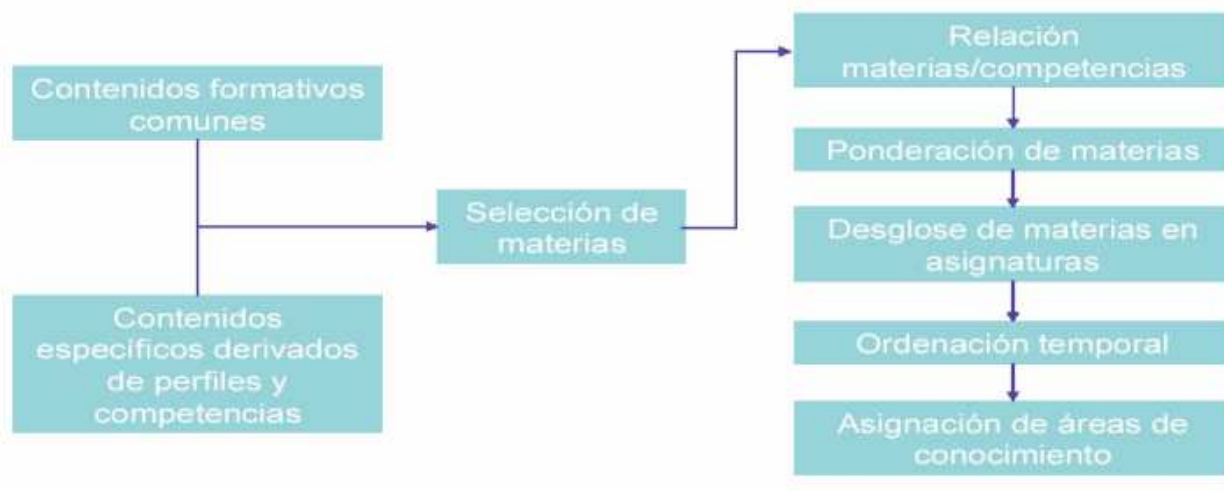 Contenidos formativos
comunes
Contenidos
específicos derivados
de perfiles y
competencias
Selección de
materias
Relación
materias/competencias
Ponderación de materias
Desglose de materias en
asignaturas
Ordenación temporal
Asignación de áreas de
conocimiento